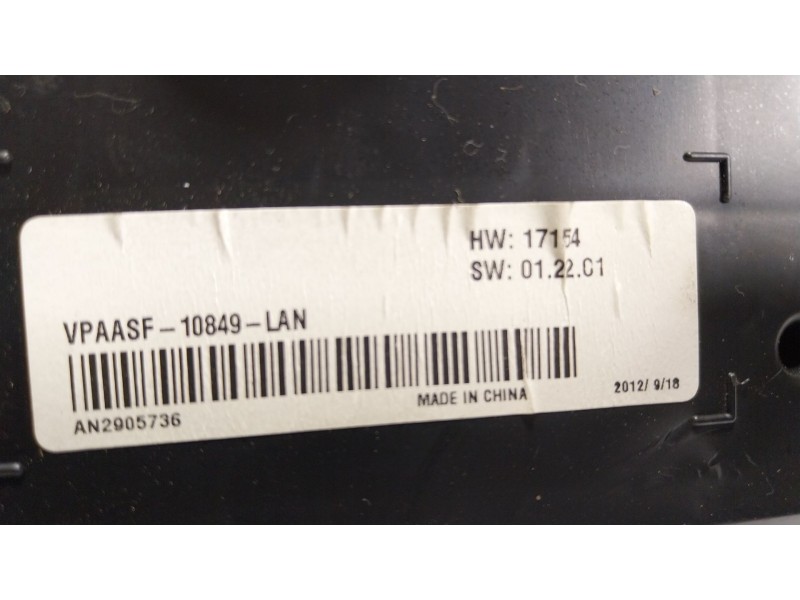 HW: 17154
SW: 01.22.01
VPAASF-10849-LAN
MADE IN CHINA
2012/ 9/18
AN2905736